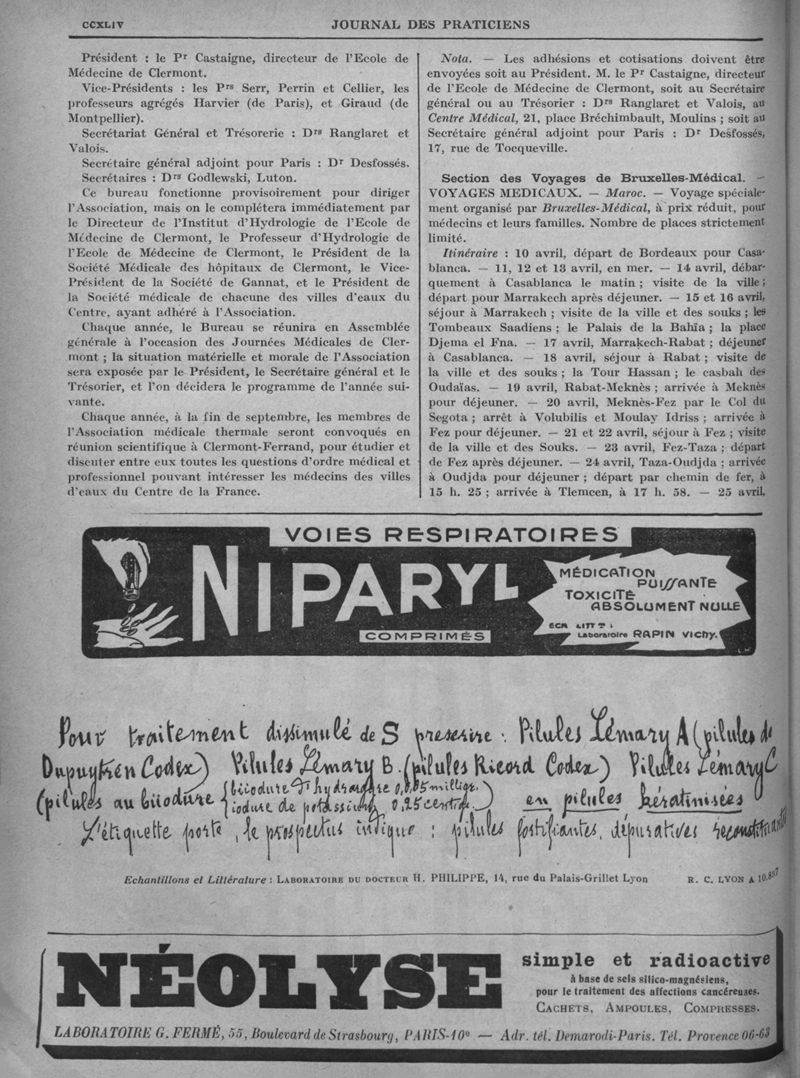 CCXLIV
JOURNAL DES PRATICIENS
Président : le Pr Castaigne, directeur de l'Ecole de
Médecine de Clermont.
Vice-Présidents : les Prs Serr, Perrin et Cellier, les
professeurs agrégés Harvier (de Paris), et Giraud (de
Montpellier).
Secrétariat Général et Trésorerie : Drs Ranglaret et
Valois.
Secrétaire général adjoint pour Paris : Dr Desfossés.
Secrétaires : Drs Godlewski, Luton.
Ce bureau fonctionne provisoirement pour diriger
l'Association, mais on le complétera immédiatement par
le Directeur de l'Institut d'Hydrologie de l'Ecole de
Médecine de Clermont, le Professeur d'Hydrologie de
l'Ecole de Médecine de Clermont, le Président de la
Société Médicale des hôpitaux de Clermont, le Vice-
Président de la Société de Gannat, et le Président de
la Société médicale de chacune des villes d'eaux du
Centre, ayant adhéré à l'Association.
Chaque année, le Bureau se réunira en Assemblée
générale à l'occasion des Journées Médicales de Cler-
mont ; la situation matérielle et morale de l'Association
sera exposée par le Président, le Secrétaire général et le
Trésorier, et l'on décidera le programme de l'année sui-
vante.
Chaque année, à la fin de septembre, les membres de
l'Association médicale thermale seront convoqués en
réunion scientifique à Clermont-Ferrand, pour étudier et
discuter entre eux toutes les questions d'ordre médical et
professionnel pouvant intéresser les médecins des villes
d'eaux du Centre de la France.
Nota. — Les adhésions et cotisations doivent être
envoyées soit au Président. M. le Pr Castaigne, directeur
de l'Ecole de Médecine de Clermont, soit au Secrétaire
général ou au Trésorier : Drs Ranglaret et Valois, au
Centre Médical, 21, place Bréchimbault, Moulins ; soit au
Secrétaire général adjoint pour Paris : Dr Desfossés,
17, rue de Tocqueville.
Section des Voyages de Bruxelles-Médical. —
VOYAGES MEDICAUX. — Maroc. — Voyage spéciale-
ment organisé par Bruxelles-Médical, à prix réduit, pour
médecins et leurs familles. Nombre de places strictement
limité.
Itinéraire : 10 avril, départ de Bordeaux pour Casa-
blanca. — 11, 12 et 13 avril, en mer. — 14 avril, débar-
quement à Casablanca le matin ; visite de la ville ;
départ pour Marrakech après déjeuner. — 15 et 16 avril,
séjour à Marrakech ; visite de la ville et des souks ; les
Tombeaux Saadiens ; le Palais de la Bahïa ; la place
Djema el Fna. — 17 avril, Marrakech-Rabat ; déjeuner
à Casablanca. — 18 avril, séjour à Rabat ; visite de
la ville et des souks ; la Tour Hassan ; le casbah des
Oudaïas. — 19 avril, Rabat-Meknès ; arrivée à Meknès
pour déjeuner. — 20 avril, Meknès-Fez par le Col du
Segota ; arrêt à Volubilis et Moulay Idriss ; arrivée à
Fez pour déjeuner. — 21 et 22 avril, séjour à Fez ; visite
de la ville et des Souks. — 23 avril, Fez-Taza ; départ
de Fez après déjeuner. — 24 avril, Taza-Oudjda ; arrivée
à Oudjda pour déjeuner ; départ par chemin de fer, à
15 h. 25 ; arrivée à Tlemcen, à 17 h. 58. — 25 avril,
VOIES RESPIRATOIRES
NIPARYL
COMPRIMÉS
MÉDICATION
PUISSANTE
TOXICITÉ
ABSOLUMENT NULLE
Laboratoire RAPIN VICHY.
Pour traitement dissimulé de S prescrire : Pilules Lémary A (pilules de
Dupuytren Codex) Pilules Lémary B (pilules Ricord Codex) Pilules Lémary C
(pilules au biiodure {biiodure d'hydrargyre 0,005 milligr.
iodure de potassium 0,25 centigr.) en pilules kératinisées
L'étiquette porte, le prospectus indique : pilules fortifiantes, dépuratives reconstituantes
Echantillons et Littérature : LABORATOIRE DU DOCTEUR H. PHILIPPE, 14, rue du Palais-Grillet Lyon
R. C. LYON A 10.857
NÉOLYSE
simple et radioactive
à base de sels silico-magnésiens,
pour le traitement des affections cancéreuses.
CACHETS, AMPOULES, COMPRESSES.
LABORATOIRE G. FERMÉ, 55, Boulevard de Strasbourg, PARIS-10e — Adr. tél. Demarodi-Paris. Tél. Provence 06-63